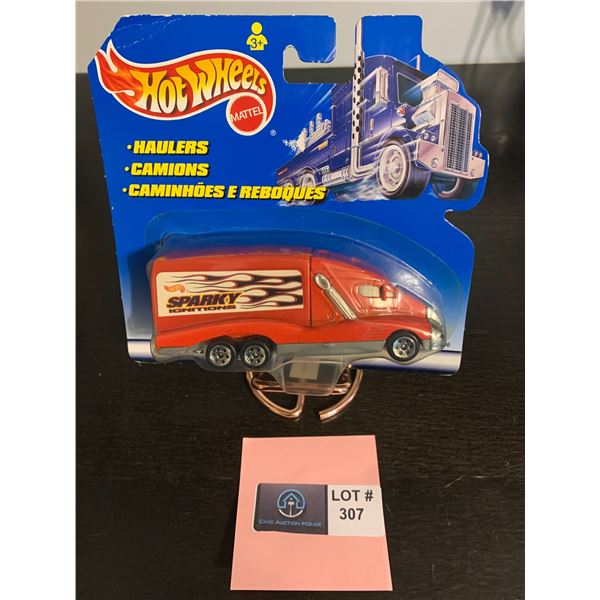 3+
HOT WHEELS
MATTEL
®
•HAULERS
•CAMIONS
•CAMINHÕES E REBOQUES
SPARKY
IGNITIONS
CIVIC AUCTION HOUSE
LOT #
307